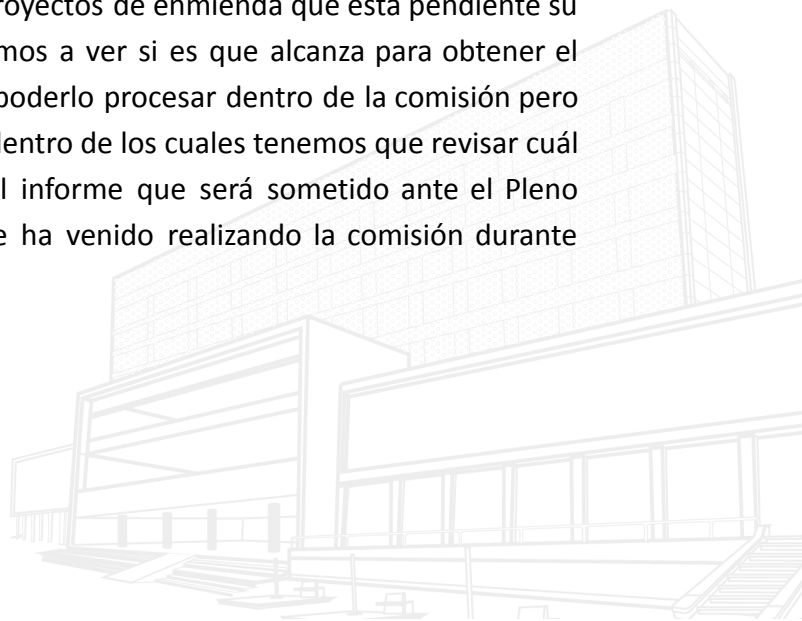 royectos de enmienda que está pendiente su
mos a ver si es que alcanza para obtener el
poderlo procesar dentro de la comisión pero
dentro de los cuales tenemos que revisar cuál
l informe que será sometido ante el Pleno
e ha venido realizando la comisión durante